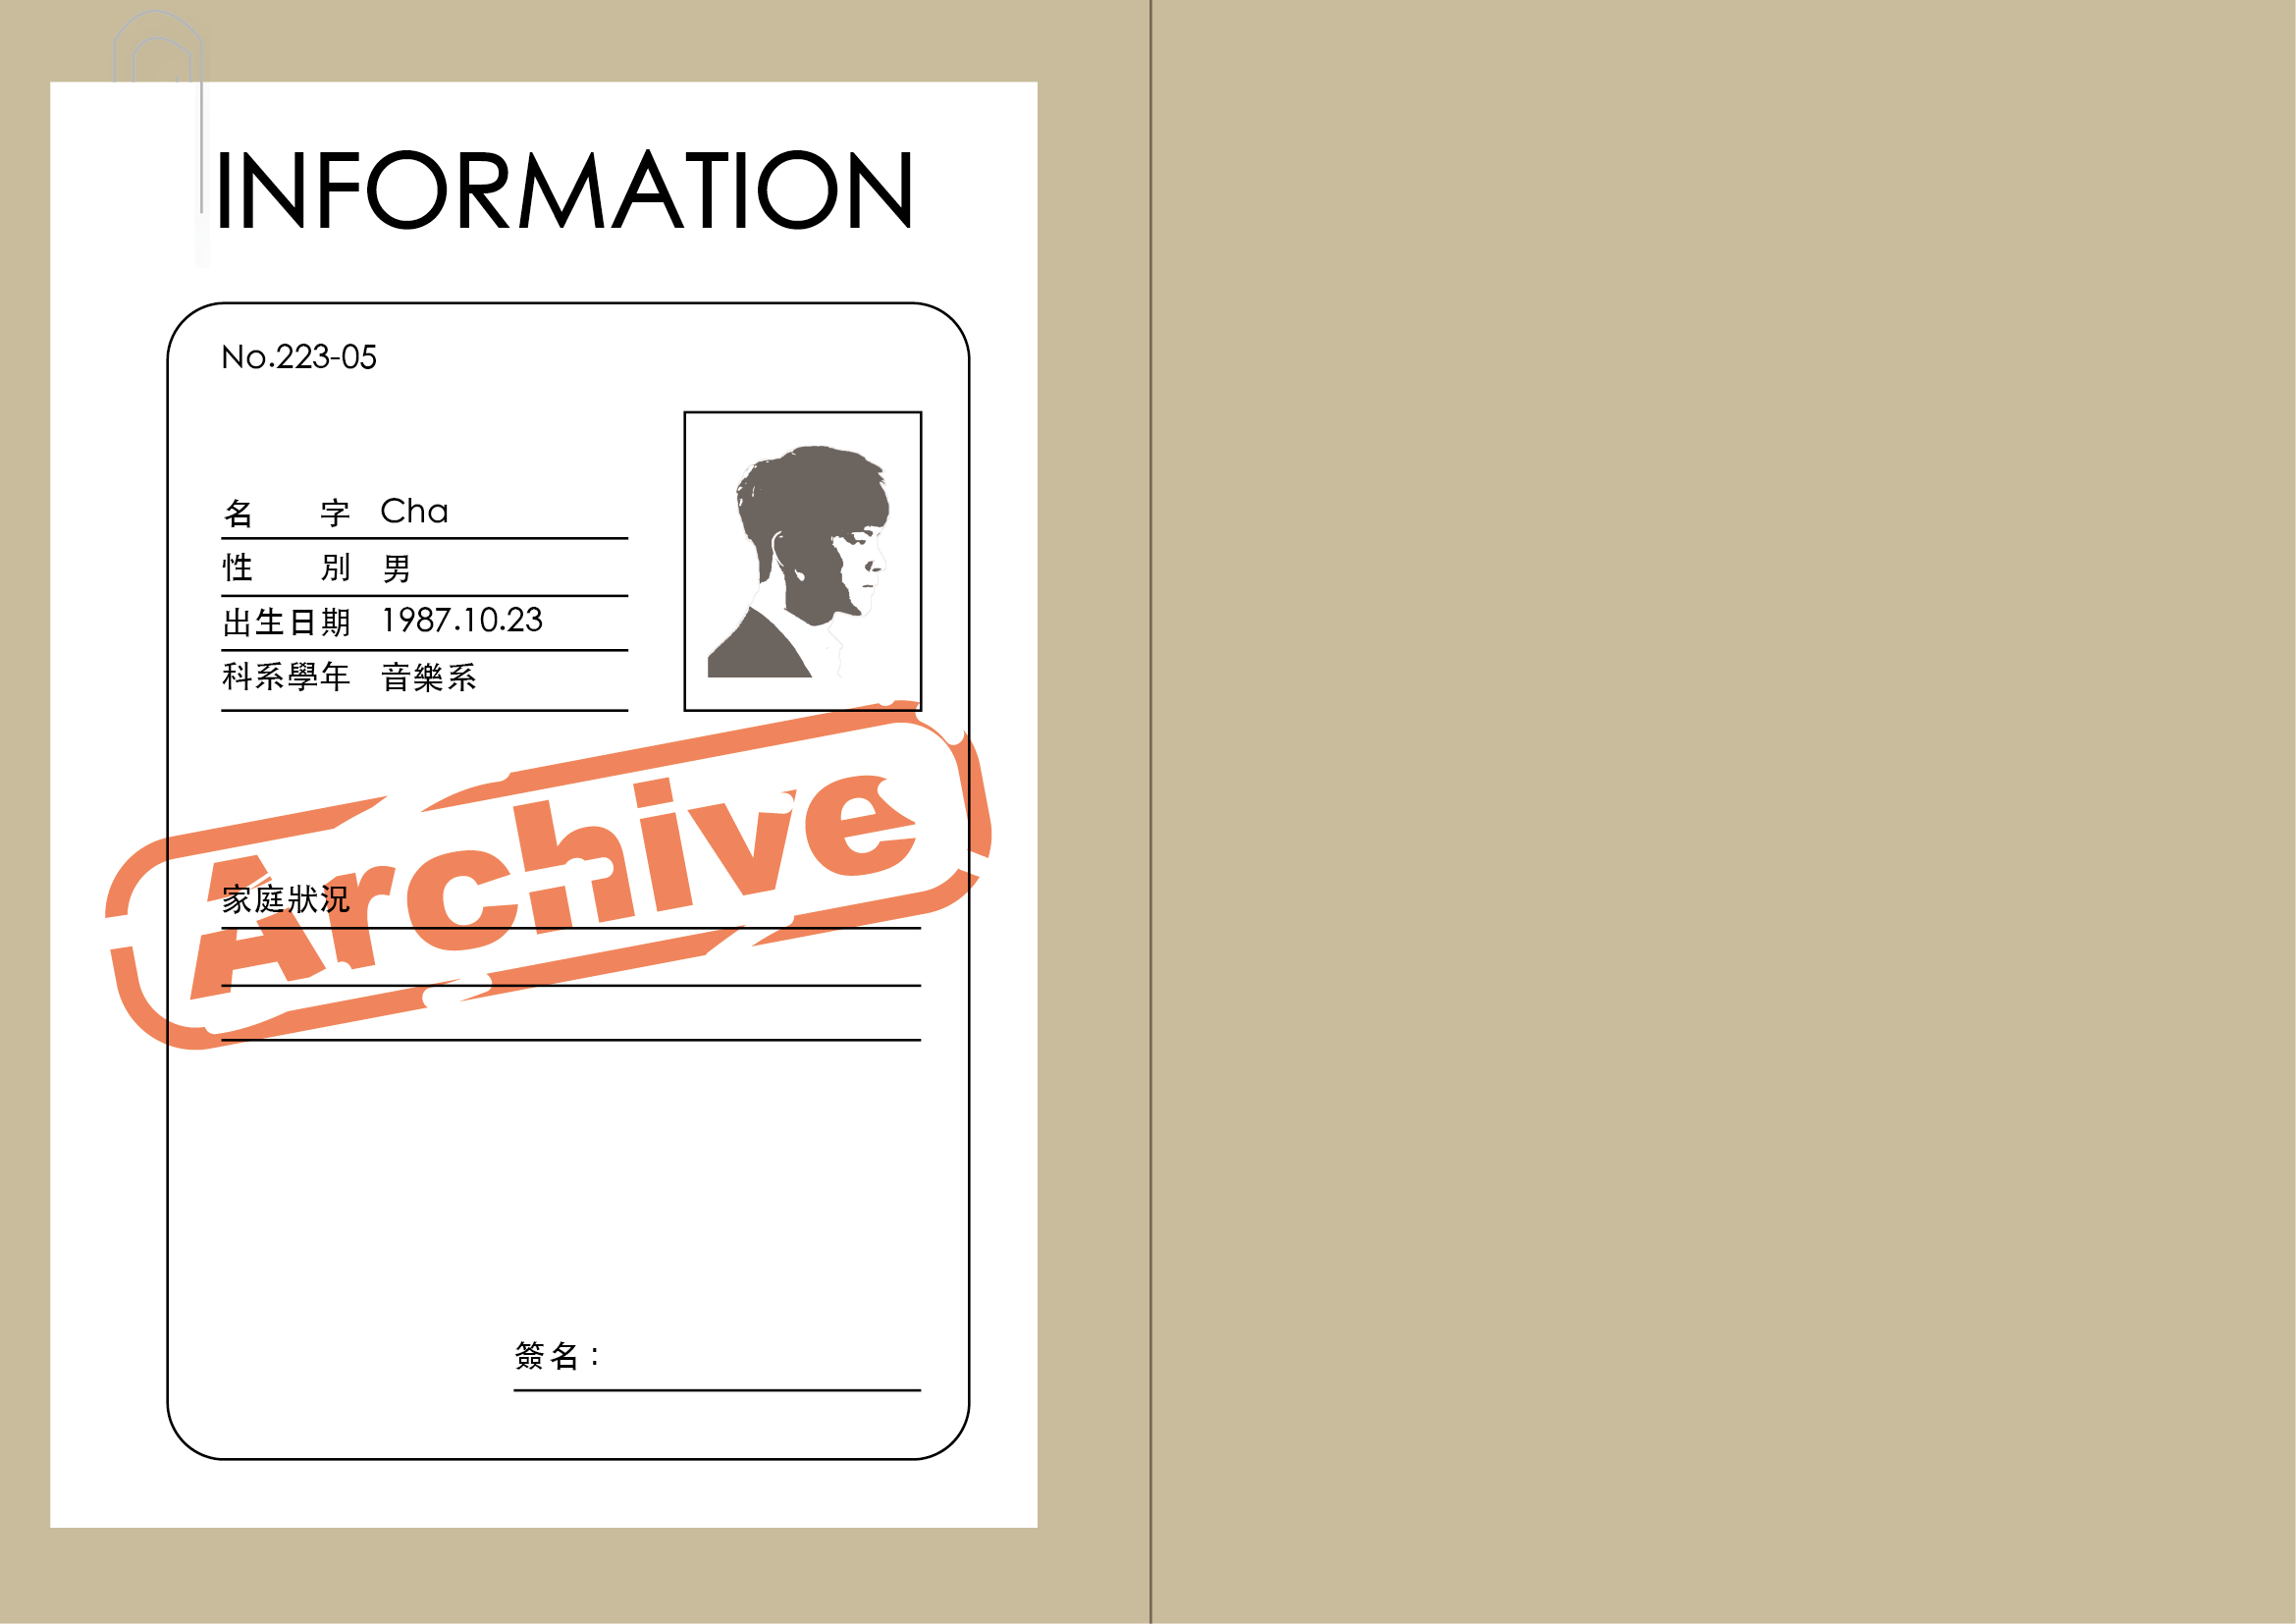 INFORMATION
No.223-05
名字 Cha
性別 男
出生日期 1987.10.23
科系學年 音樂系
Archive
家庭狀況
簽名：